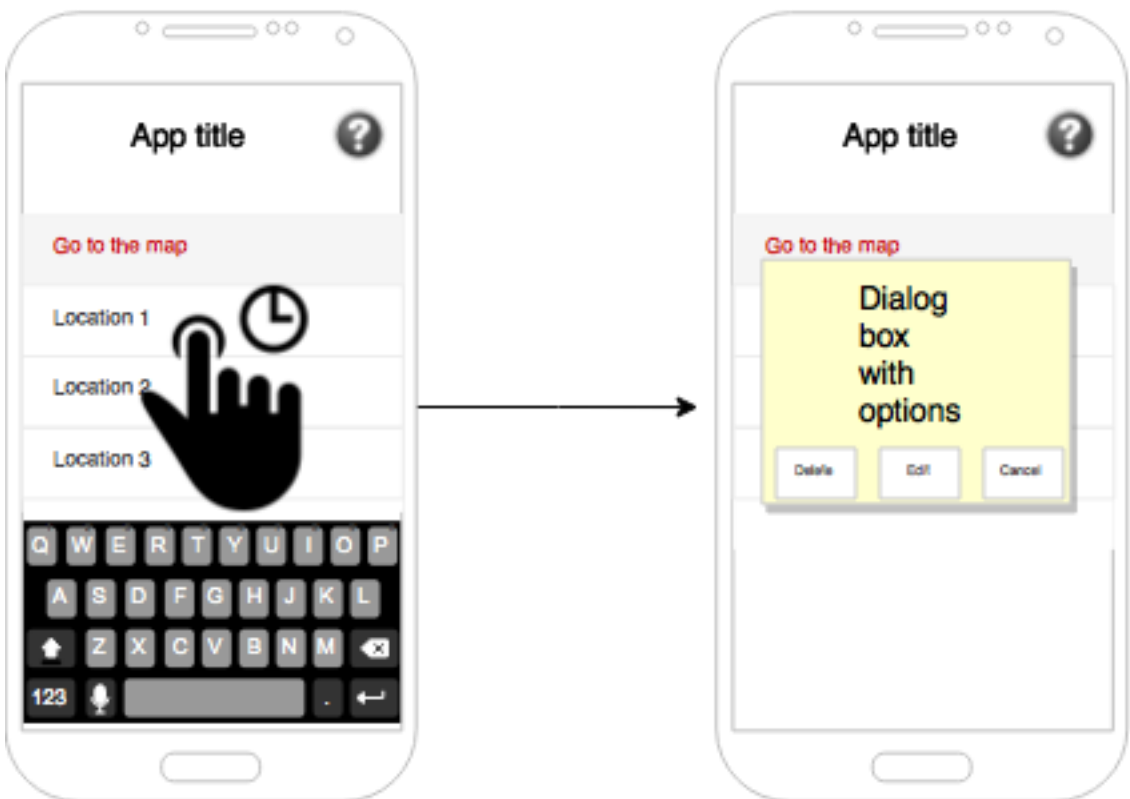 App title ?
Go to the map
Location 1
Location 2
Location 3
Q W E R T Y U I O P
A S D F G H J K L
Z X C V B N M
123 .
App title ?
Go to the map
Dialog
box
with
options
Delete Edit Cancel